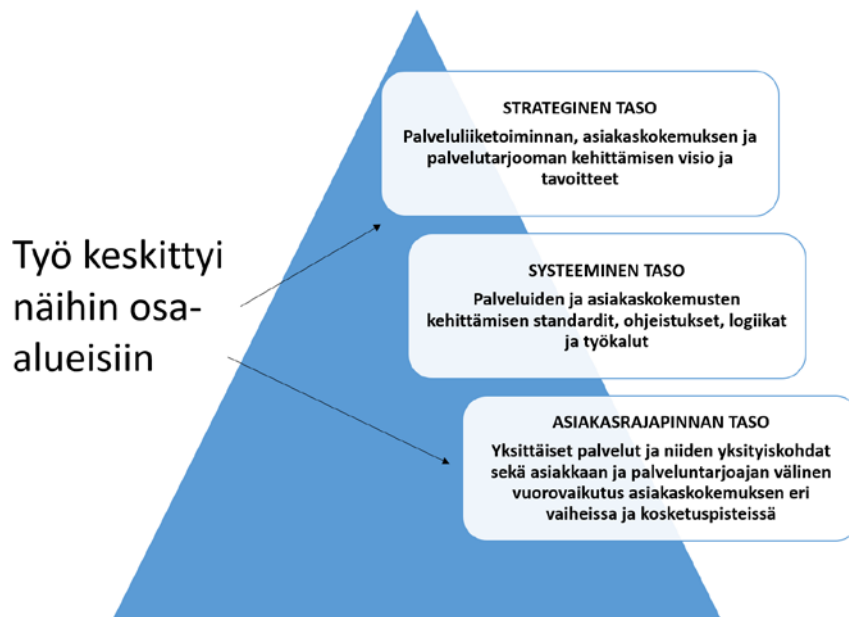 STRATEGINEN TASO
Palveluliiketoiminnan, asiakaskokemuksen ja
palvelutarjooman kehittämisen visio ja
tavoitteet
Työ keskittyi
näihin osa-
alueisiin
SYSTEEMINEN TASO
Palveluiden ja asiakaskokemusten
kehittämisen standardit, ohjeistukset, logiikat
ja työkalut
ASIAKASRAJAPINNAN TASO
Yksittäiset palvelut ja niiden yksityiskohdat
sekä asiakkaan ja palveluntarjoajan välinen
vuorovaikutus asiakaskokemuksen eri
vaiheissa ja kosketuspisteissä